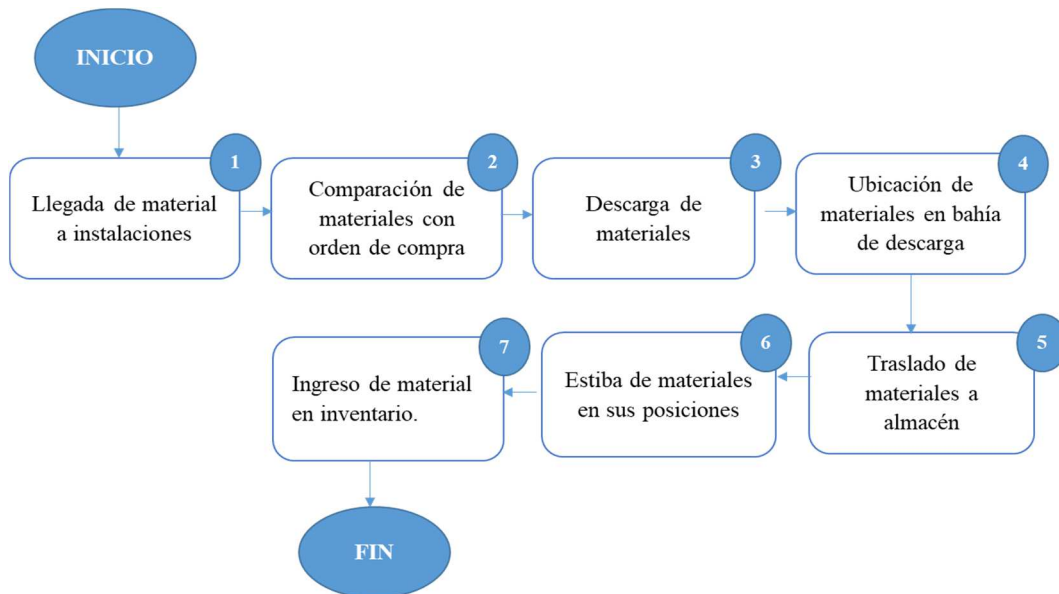 INICIO
1
Llegada de material
a instalaciones
2
Comparación de
materiales con
orden de compra
3
Descarga de
materiales
4
Ubicación de
materiales en bahía
de descarga
5
Traslado de
materiales a
almacén
6
Estiba de materiales
en sus posiciones
7
Ingreso de material
en inventario.
FIN